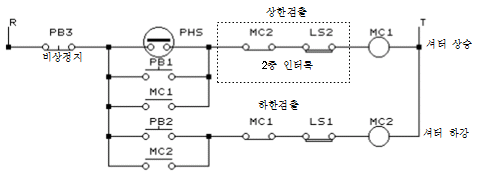 R
상한검출
T
PB3
비상정지
PHS
MC2
LS2
MC1
셔터 상승
PB1
2중 인터록
MC1
하한검출
PB2
MC1
LS1
MC2
셔터 하강
MC2